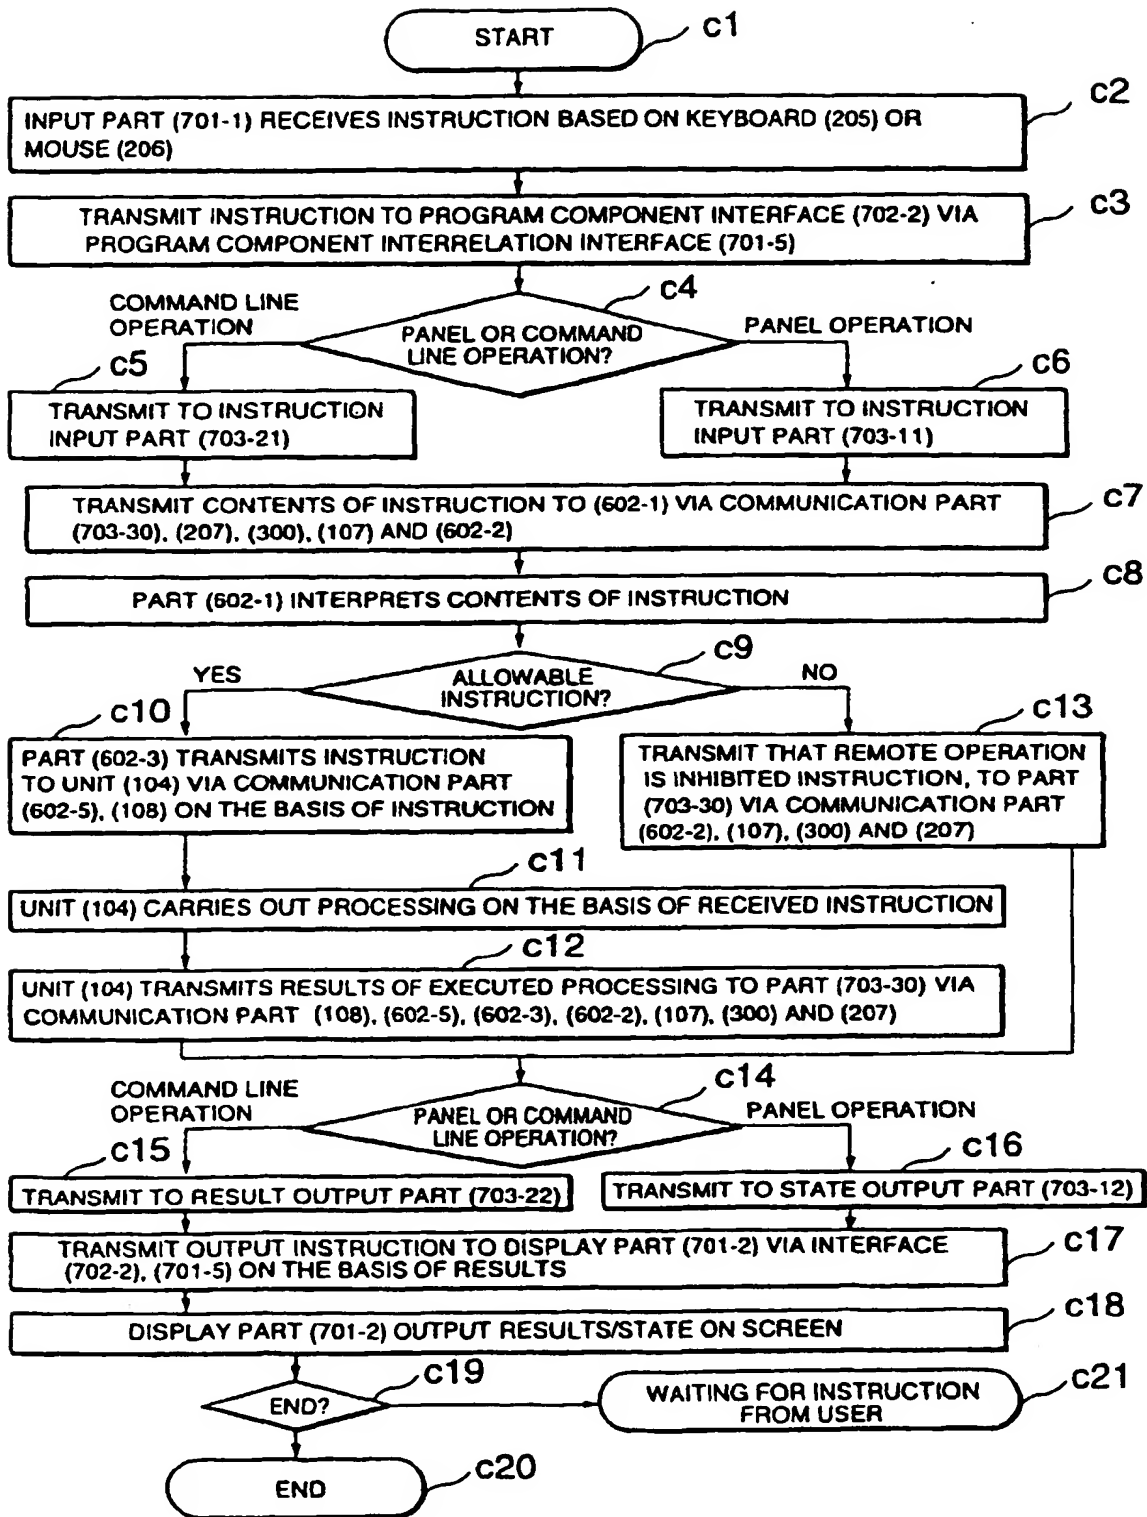 START
c1
c2
INPUT PART (701-1) RECEIVES INSTRUCTION BASED ON KEYBOARD (205) OR
MOUSE (206)
c3
TRANSMIT INSTRUCTION TO PROGRAM COMPONENT INTERFACE (702-2) VIA
PROGRAM COMPONENT INTERRELATION INTERFACE (701-5)
c4
COMMAND LINE
OPERATION
PANEL OR COMMAND
LINE OPERATION?
PANEL OPERATION
c5
TRANSMIT TO INSTRUCTION
INPUT PART (703-21)
c6
TRANSMIT TO INSTRUCTION
INPUT PART (703-11)
c7
TRANSMIT CONTENTS OF INSTRUCTION TO (602-1) VIA COMMUNICATION PART
(703-30), (207), (300), (107) AND (602-2)
c8
PART (602-1) INTERPRETS CONTENTS OF INSTRUCTION
c9
YES
ALLOWABLE
INSTRUCTION?
NO
c10
PART (602-3) TRANSMITS INSTRUCTION
TO UNIT (104) VIA COMMUNICATION PART
(602-5), (108) ON THE BASIS OF INSTRUCTION
c13
TRANSMIT THAT REMOTE OPERATION
IS INHIBITED INSTRUCTION, TO PART
(703-30) VIA COMMUNICATION PART
(602-2), (107), (300) AND (207)
c11
UNIT (104) CARRIES OUT PROCESSING ON THE BASIS OF RECEIVED INSTRUCTION
c12
UNIT (104) TRANSMITS RESULTS OF EXECUTED PROCESSING TO PART (703-30) VIA
COMMUNICATION PART (108), (602-5), (602-3), (602-2), (107), (300) AND (207)
c14
COMMAND LINE
OPERATION
PANEL OR COMMAND
LINE OPERATION?
PANEL OPERATION
c15
TRANSMIT TO RESULT OUTPUT PART (703-22)
c16
TRANSMIT TO STATE OUTPUT PART (703-12)
c17
TRANSMIT OUTPUT INSTRUCTION TO DISPLAY PART (701-2) VIA INTERFACE
(702-2), (701-5) ON THE BASIS OF RESULTS
c18
DISPLAY PART (701-2) OUTPUT RESULTS/STATE ON SCREEN
c19
END?
c21
WAITING FOR INSTRUCTION
FROM USER
c20
END